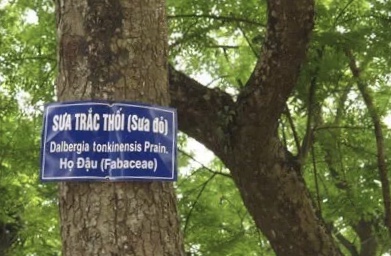 SƯA TRẮC THỐI (Sưa đỏ)
Dalbergia tonkinensis Prain.
Họ Đậu (Fabaceae)